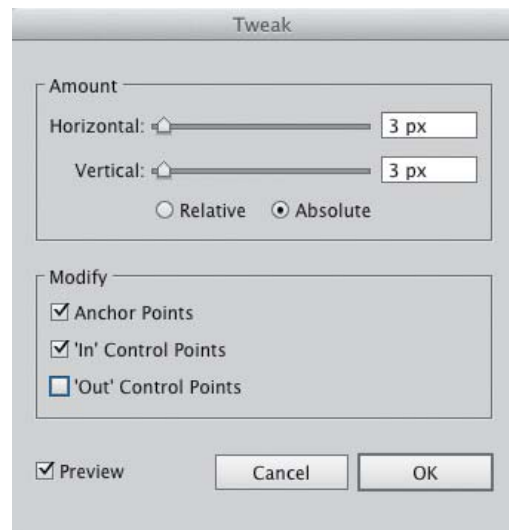 Tweak
Amount
Horizontal: 3 px
Vertical: 3 px
Relative Absolute
Modify
Anchor Points
'In' Control Points
'Out' Control Points
Preview Cancel OK